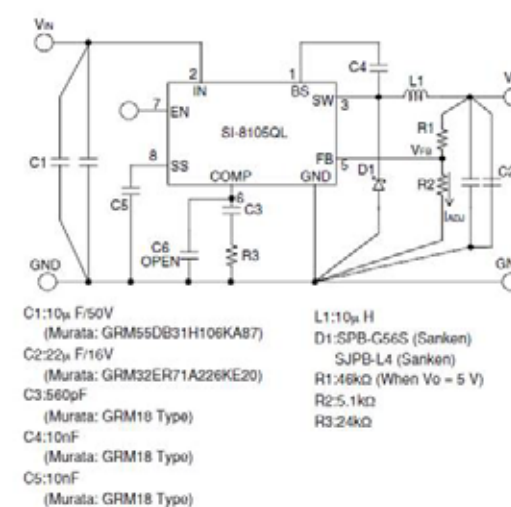 VIN
2
IN
1
BS
C4
L1
V
SW
3
7
EN
SI-8105QL
R1
C1
8
SS
FB
5
VFB
D1
R2
C2
COMP
GND
6
C5
C3
IADJ
C6
OPEN
R3
GND
GN
C1:10μ F/50V
(Murata: GRM55DB31H106KA87)
C2:22μ F/16V
(Murata: GRM32ER71A226KE20)
C3:560pF
(Murata: GRM18 Type)
C4:10nF
(Murata: GRM18 Type)
C5:10nF
(Murata: GRM18 Type)
L1:10μ H
D1:SPB-G56S (Sanken)
SJPB-L4 (Sanken)
R1:46kΩ (When Vo = 5 V)
R2:5.1kΩ
R3:24kΩ